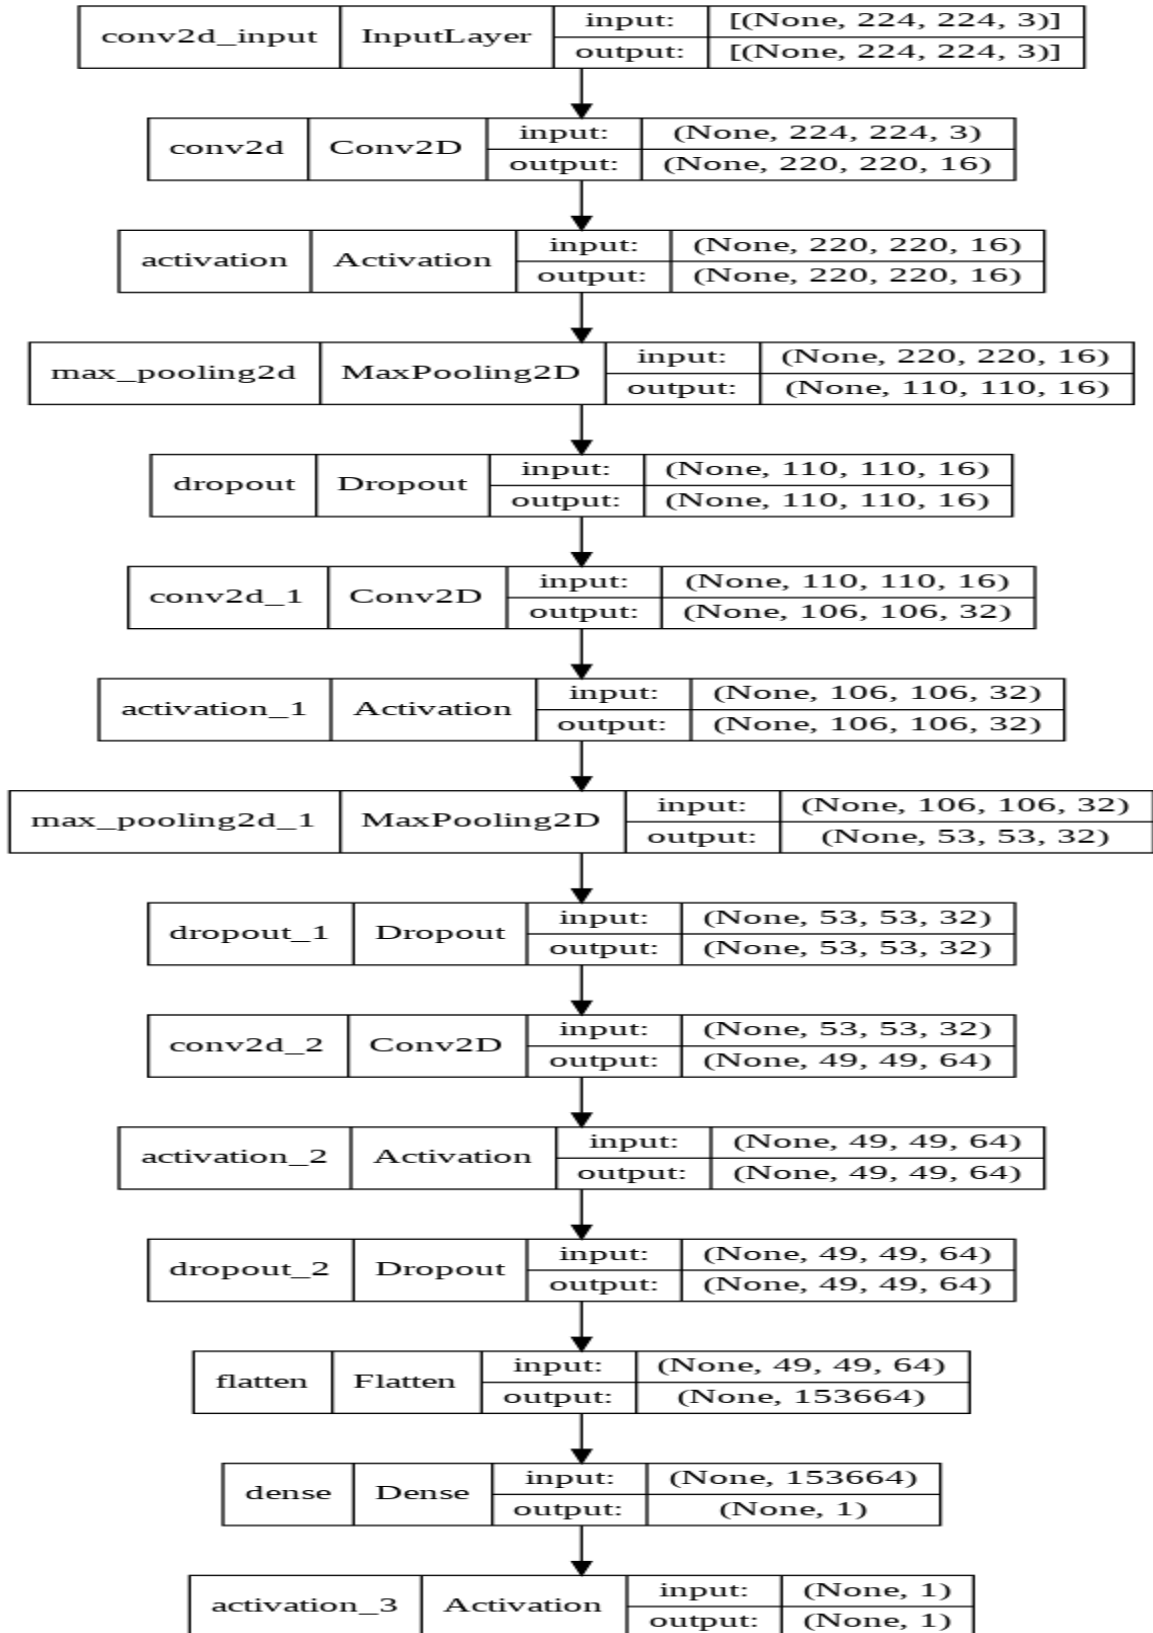 conv2d_input InputLayer input: [(None, 224, 224, 3)]
output: [(None, 224, 224, 3)]
conv2d Conv2D input: (None, 224, 224, 3)
output: (None, 220, 220, 16)
activation Activation input: (None, 220, 220, 16)
output: (None, 220, 220, 16)
max_pooling2d MaxPooling2D input: (None, 220, 220, 16)
output: (None, 110, 110, 16)
dropout Dropout input: (None, 110, 110, 16)
output: (None, 110, 110, 16)
conv2d_1 Conv2D input: (None, 110, 110, 16)
output: (None, 106, 106, 32)
activation_1 Activation input: (None, 106, 106, 32)
output: (None, 106, 106, 32)
max_pooling2d_1 MaxPooling2D input: (None, 106, 106, 32)
output: (None, 53, 53, 32)
dropout_1 Dropout input: (None, 53, 53, 32)
output: (None, 53, 53, 32)
conv2d_2 Conv2D input: (None, 53, 53, 32)
output: (None, 49, 49, 64)
activation_2 Activation input: (None, 49, 49, 64)
output: (None, 49, 49, 64)
dropout_2 Dropout input: (None, 49, 49, 64)
output: (None, 49, 49, 64)
flatten Flatten input: (None, 49, 49, 64)
output: (None, 153664)
dense Dense input: (None, 153664)
output: (None, 1)
activation_3 Activation input: (None, 1)
output: (None, 1)